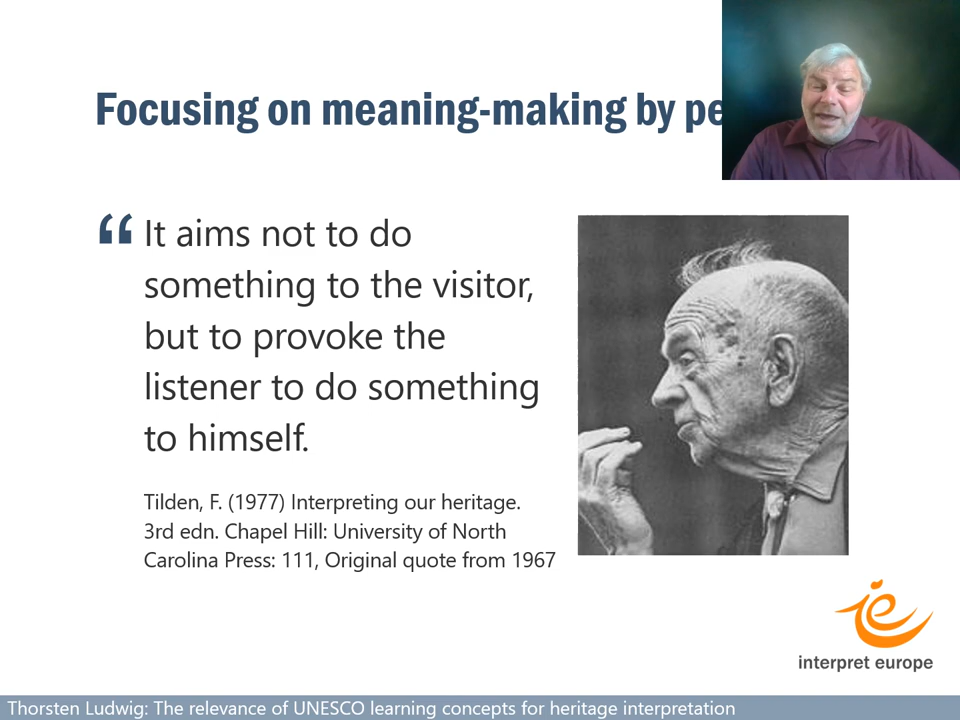 Focusing on meaning-making by pe
“ It aims not to do
something to the visitor,
but to provoke the
listener to do something
to himself.
Tilden, F. (1977) Interpreting our heritage.
3rd edn. Chapel Hill: University of North
Carolina Press: 111, Original quote from 1967
ie
interpret europe
Thorsten Ludwig: The relevance of UNESCO learning concepts for heritage interpretation